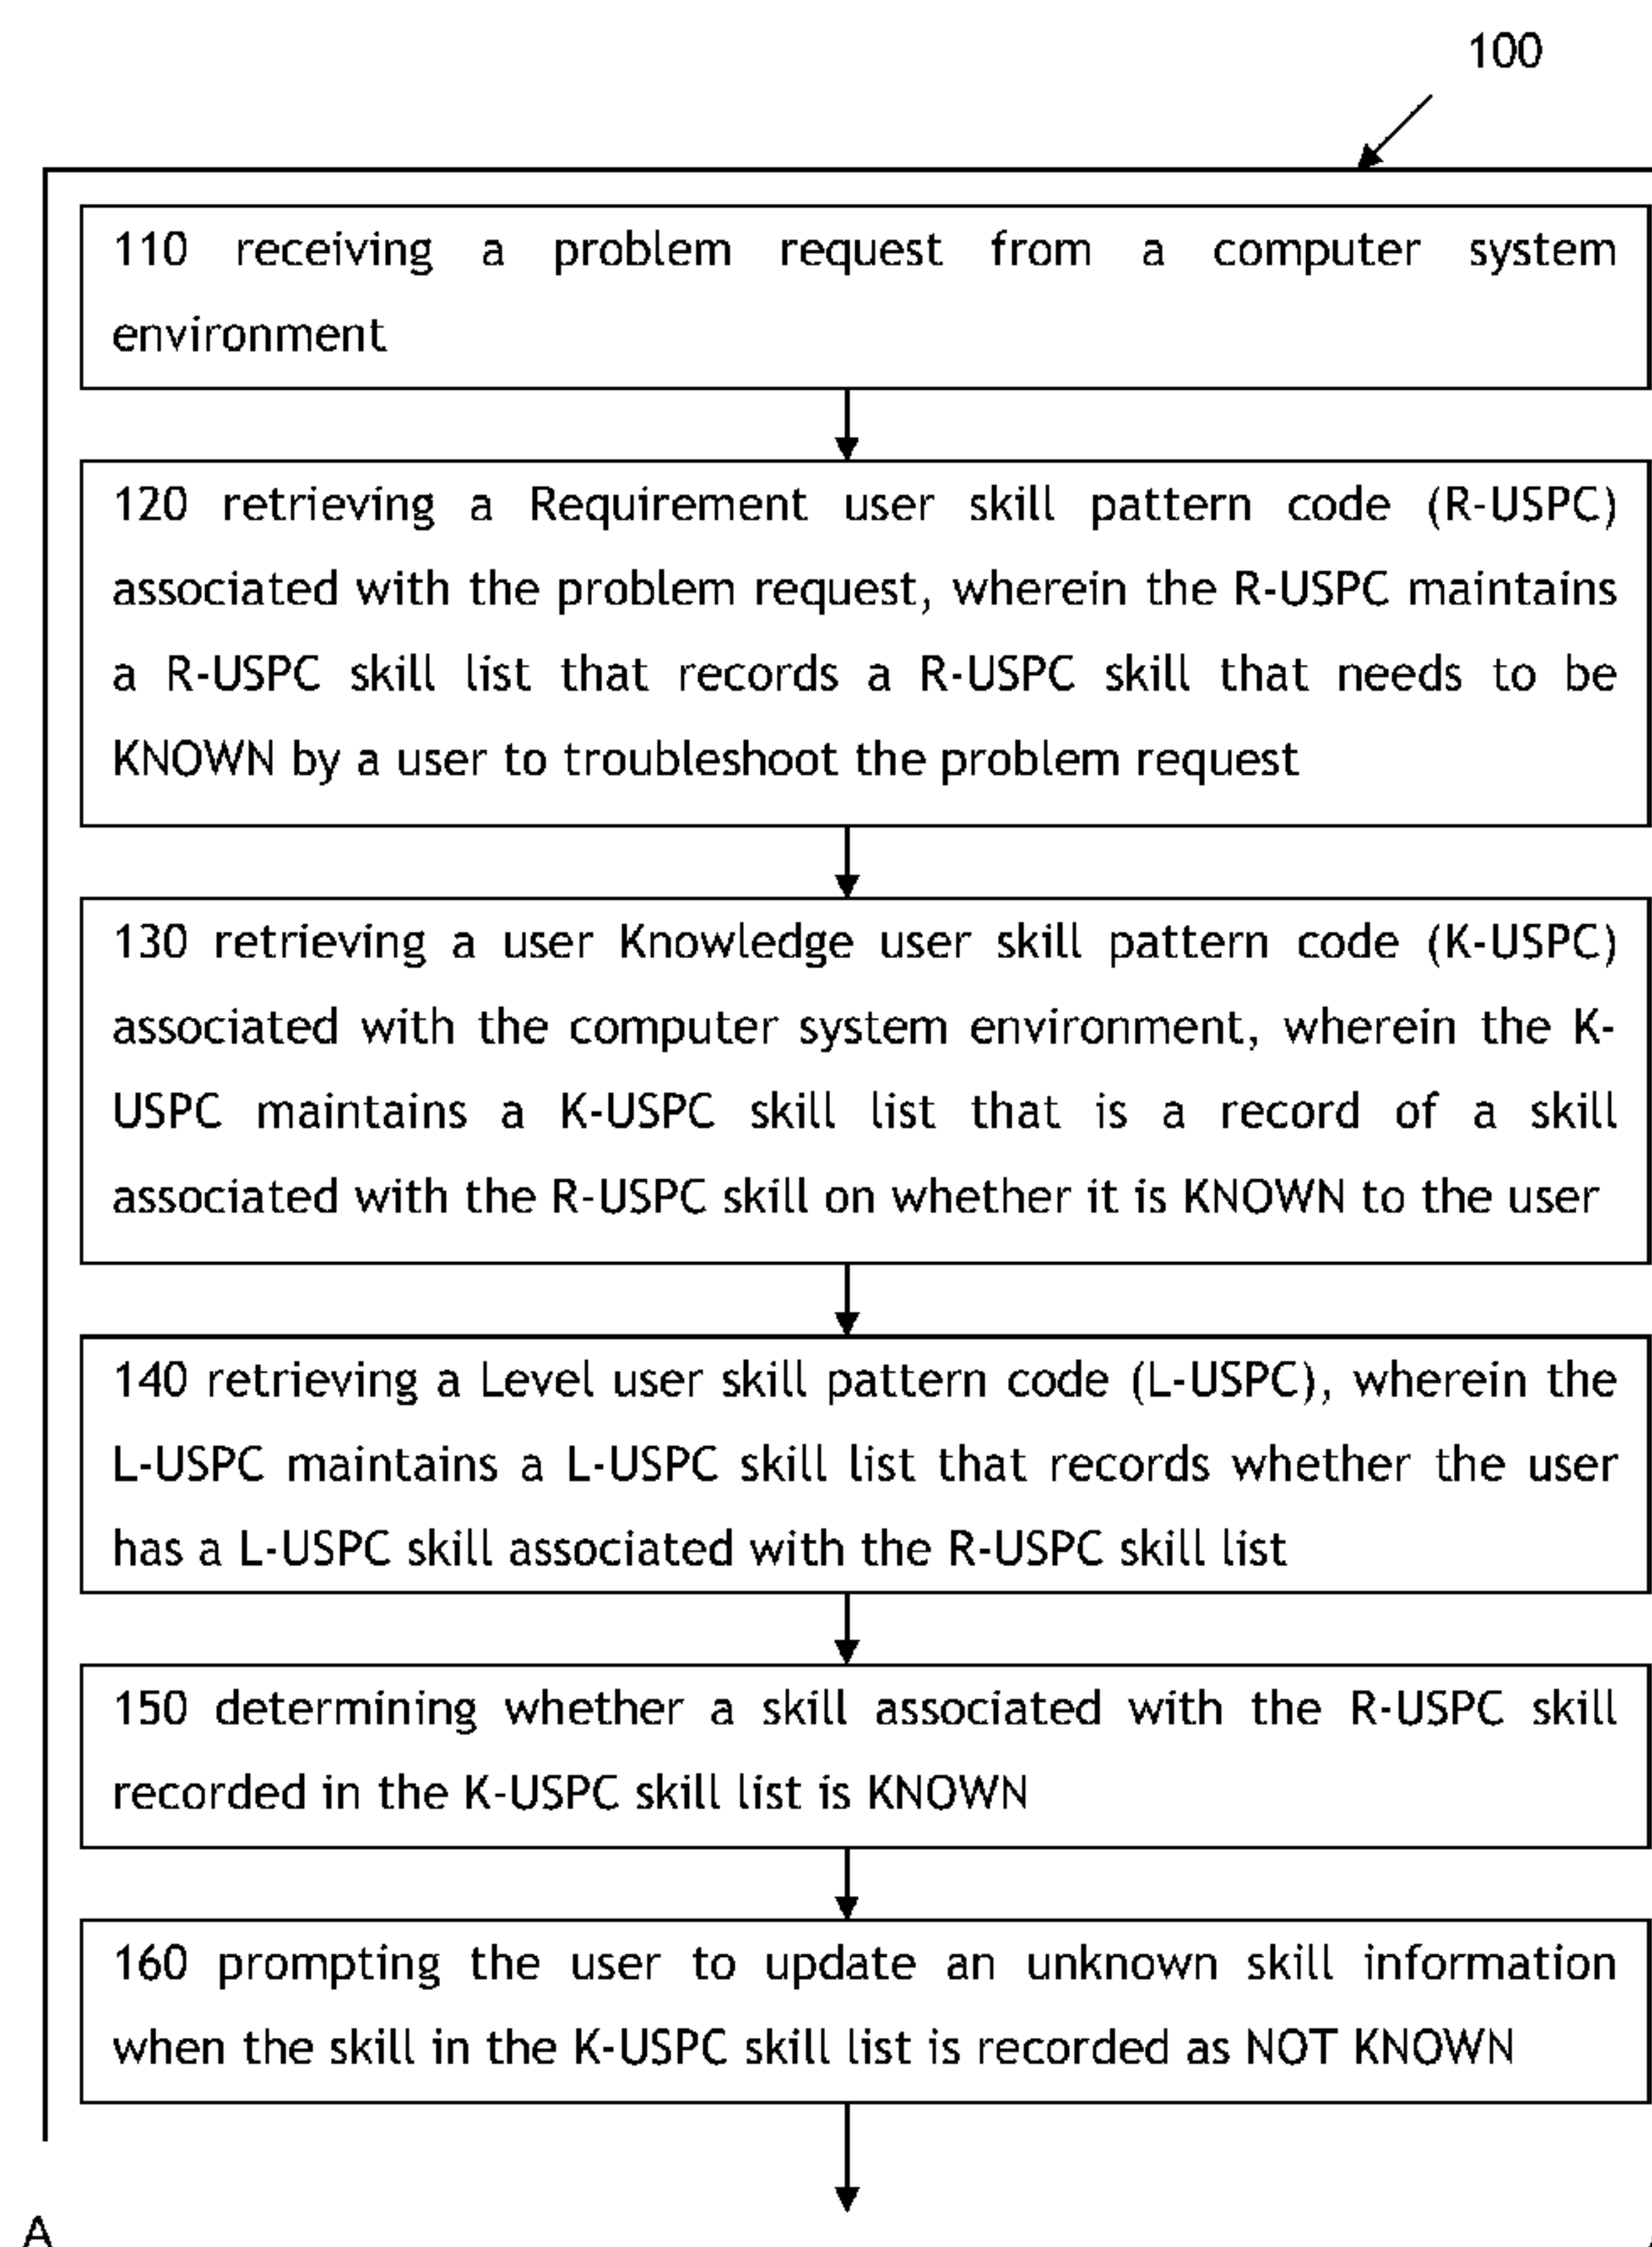 100
110 receiving a problem request from a computer system
environment
120 retrieving a Requirement user skill pattern code (R-USPC)
associated with the problem request, wherein the R-USPC maintains
a R-USPC skill list that records a R-USPC skill that needs to be
KNOWN by a user to troubleshoot the problem request
130 retrieving a user Knowledge user skill pattern code (K-USPC)
associated with the computer system environment, wherein the K-
USPC maintains a K-USPC skill list that is a record of a skill
associated with the R-USPC skill on whether it is KNOWN to the user
140 retrieving a Level user skill pattern code (L-USPC), wherein the
L-USPC maintains a L-USPC skill list that records whether the user
has a L-USPC skill associated with the R-USPC skill list
150 determining whether a skill associated with the R-USPC skill
recorded in the K-USPC skill list is KNOWN
160 prompting the user to update an unknown skill information
when the skill in the K-USPC skill list is recorded as NOT KNOWN
A